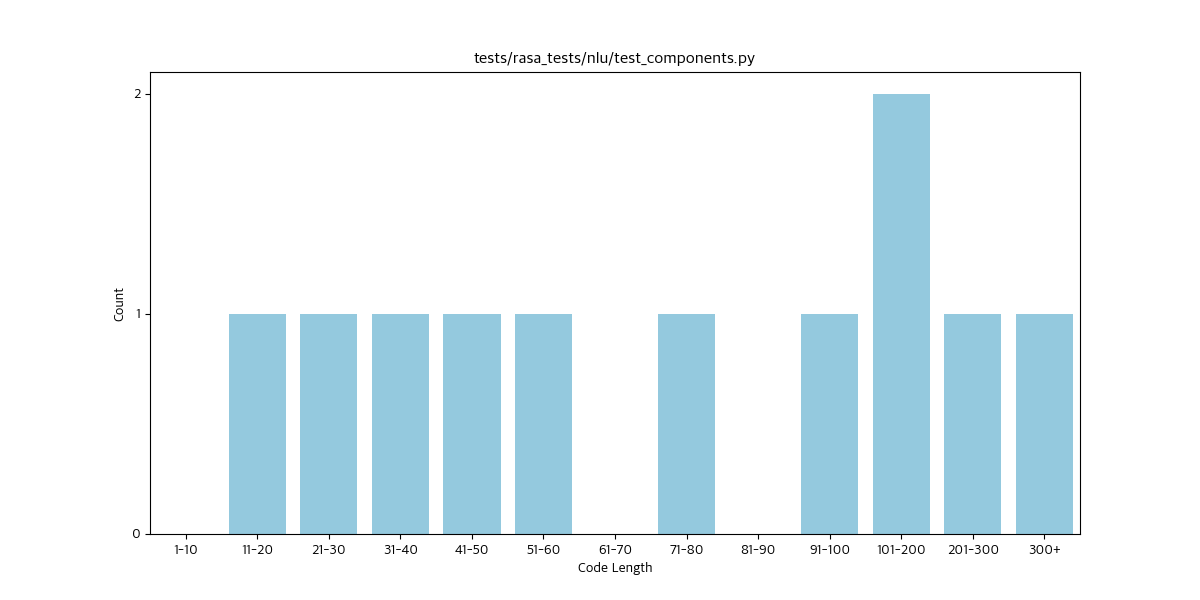 tests/rasa_tests/nlu/test_components.py
2
1
0
Count
1-10 11-20 21-30 31-40 41-50 51-60 61-70 71-80 81-90 91-100 101-200 201-300 300+
Code Length